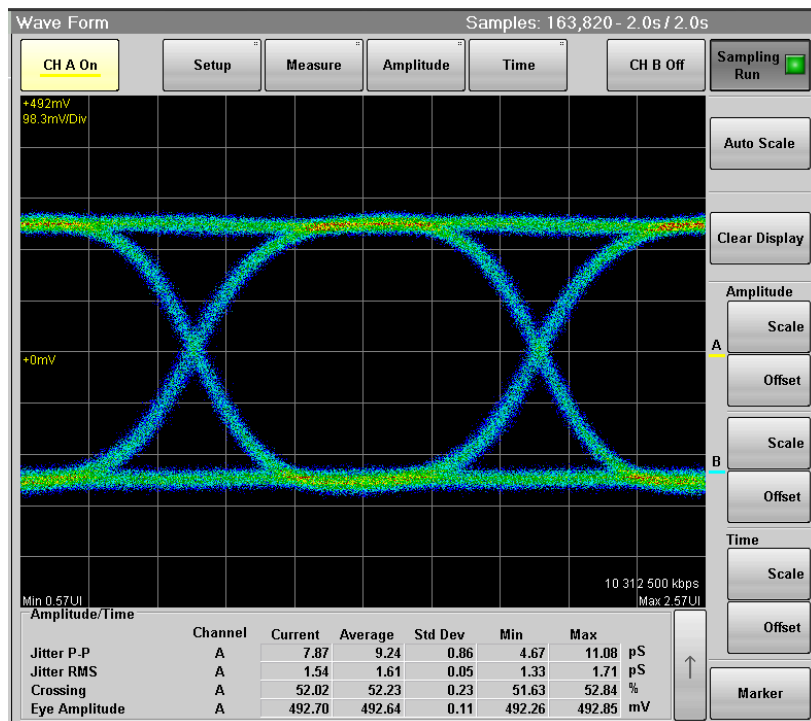 Wave Form
Samples: 163,820 - 2.0s / 2.0s
CH A On
Setup
Measure
Amplitude
Time
CH B Off
Sampling Run
+492mV
98.3mV/Div
Auto Scale
Clear Display
Amplitude
Scale
A
+0mV
Offset
Scale
B
Offset
Time
Scale
10 312 500 kbps
Min 0.57UI
Max 2.57UI
Offset
Amplitude/Time
Channel Current Average Std Dev Min Max
Jitter P-P A 7.87 9.24 0.86 4.67 11.08 pS
Jitter RMS A 1.54 1.61 0.05 1.33 1.71 pS
Crossing A 52.02 52.23 0.23 51.63 52.84 %
Eye Amplitude A 492.70 492.64 0.11 492.26 492.85 mV
↑
Marker